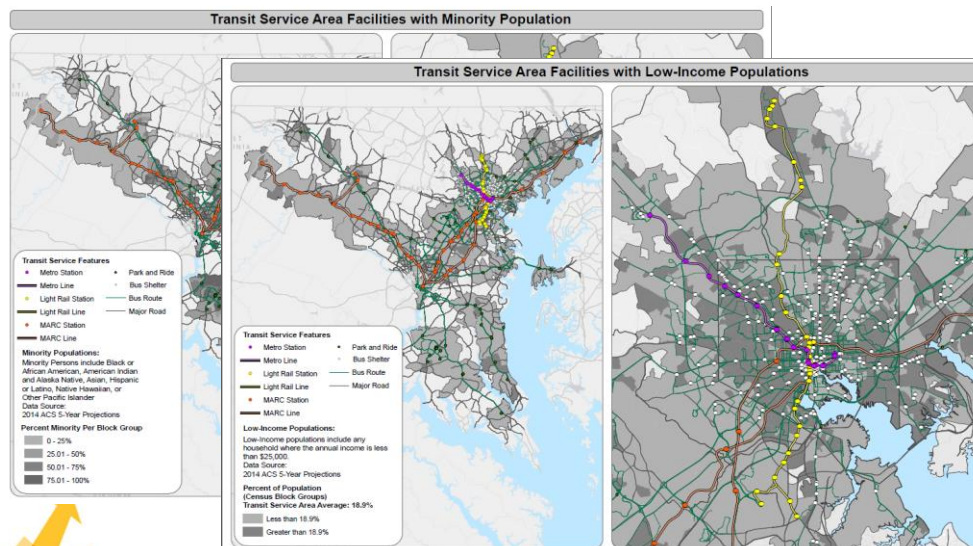 Transit Service Area Facilities with Minority Population
Transit Service Features
Metro Station
Metro Line
Light Rail Station
Light Rail Line
MARC Station
MARC Line
Park and Ride
Bus Shelter
Bus Route
Major Road
Minority Populations:
Minority Persons include Black or
African American, American Indian
and Alaska Native, Asian, Hispanic
or Latino, Native Hawaiian, or
Other Pacific Islander
Data Source:
2014 ACS 5-Year Projections
Percent Minority Per Block Group
0 - 25%
25.01 - 50%
50.01 - 75%
75.01 - 100%
Transit Service Area Facilities with Low-Income Populations
Transit Service Features
Metro Station
Metro Line
Light Rail Station
Light Rail Line
MARC Station
MARC Line
Park and Ride
Bus Shelter
Bus Route
Major Road
Low-Income Populations:
Low-Income populations include any
household where the annual income is less
than $25,000.
Data Source:
2014 ACS 5-Year Projections
Percent of Population
(Census Block Groups)
Transit Service Area Average: 18.9%
Less than 18.9%
Greater than 18.9%